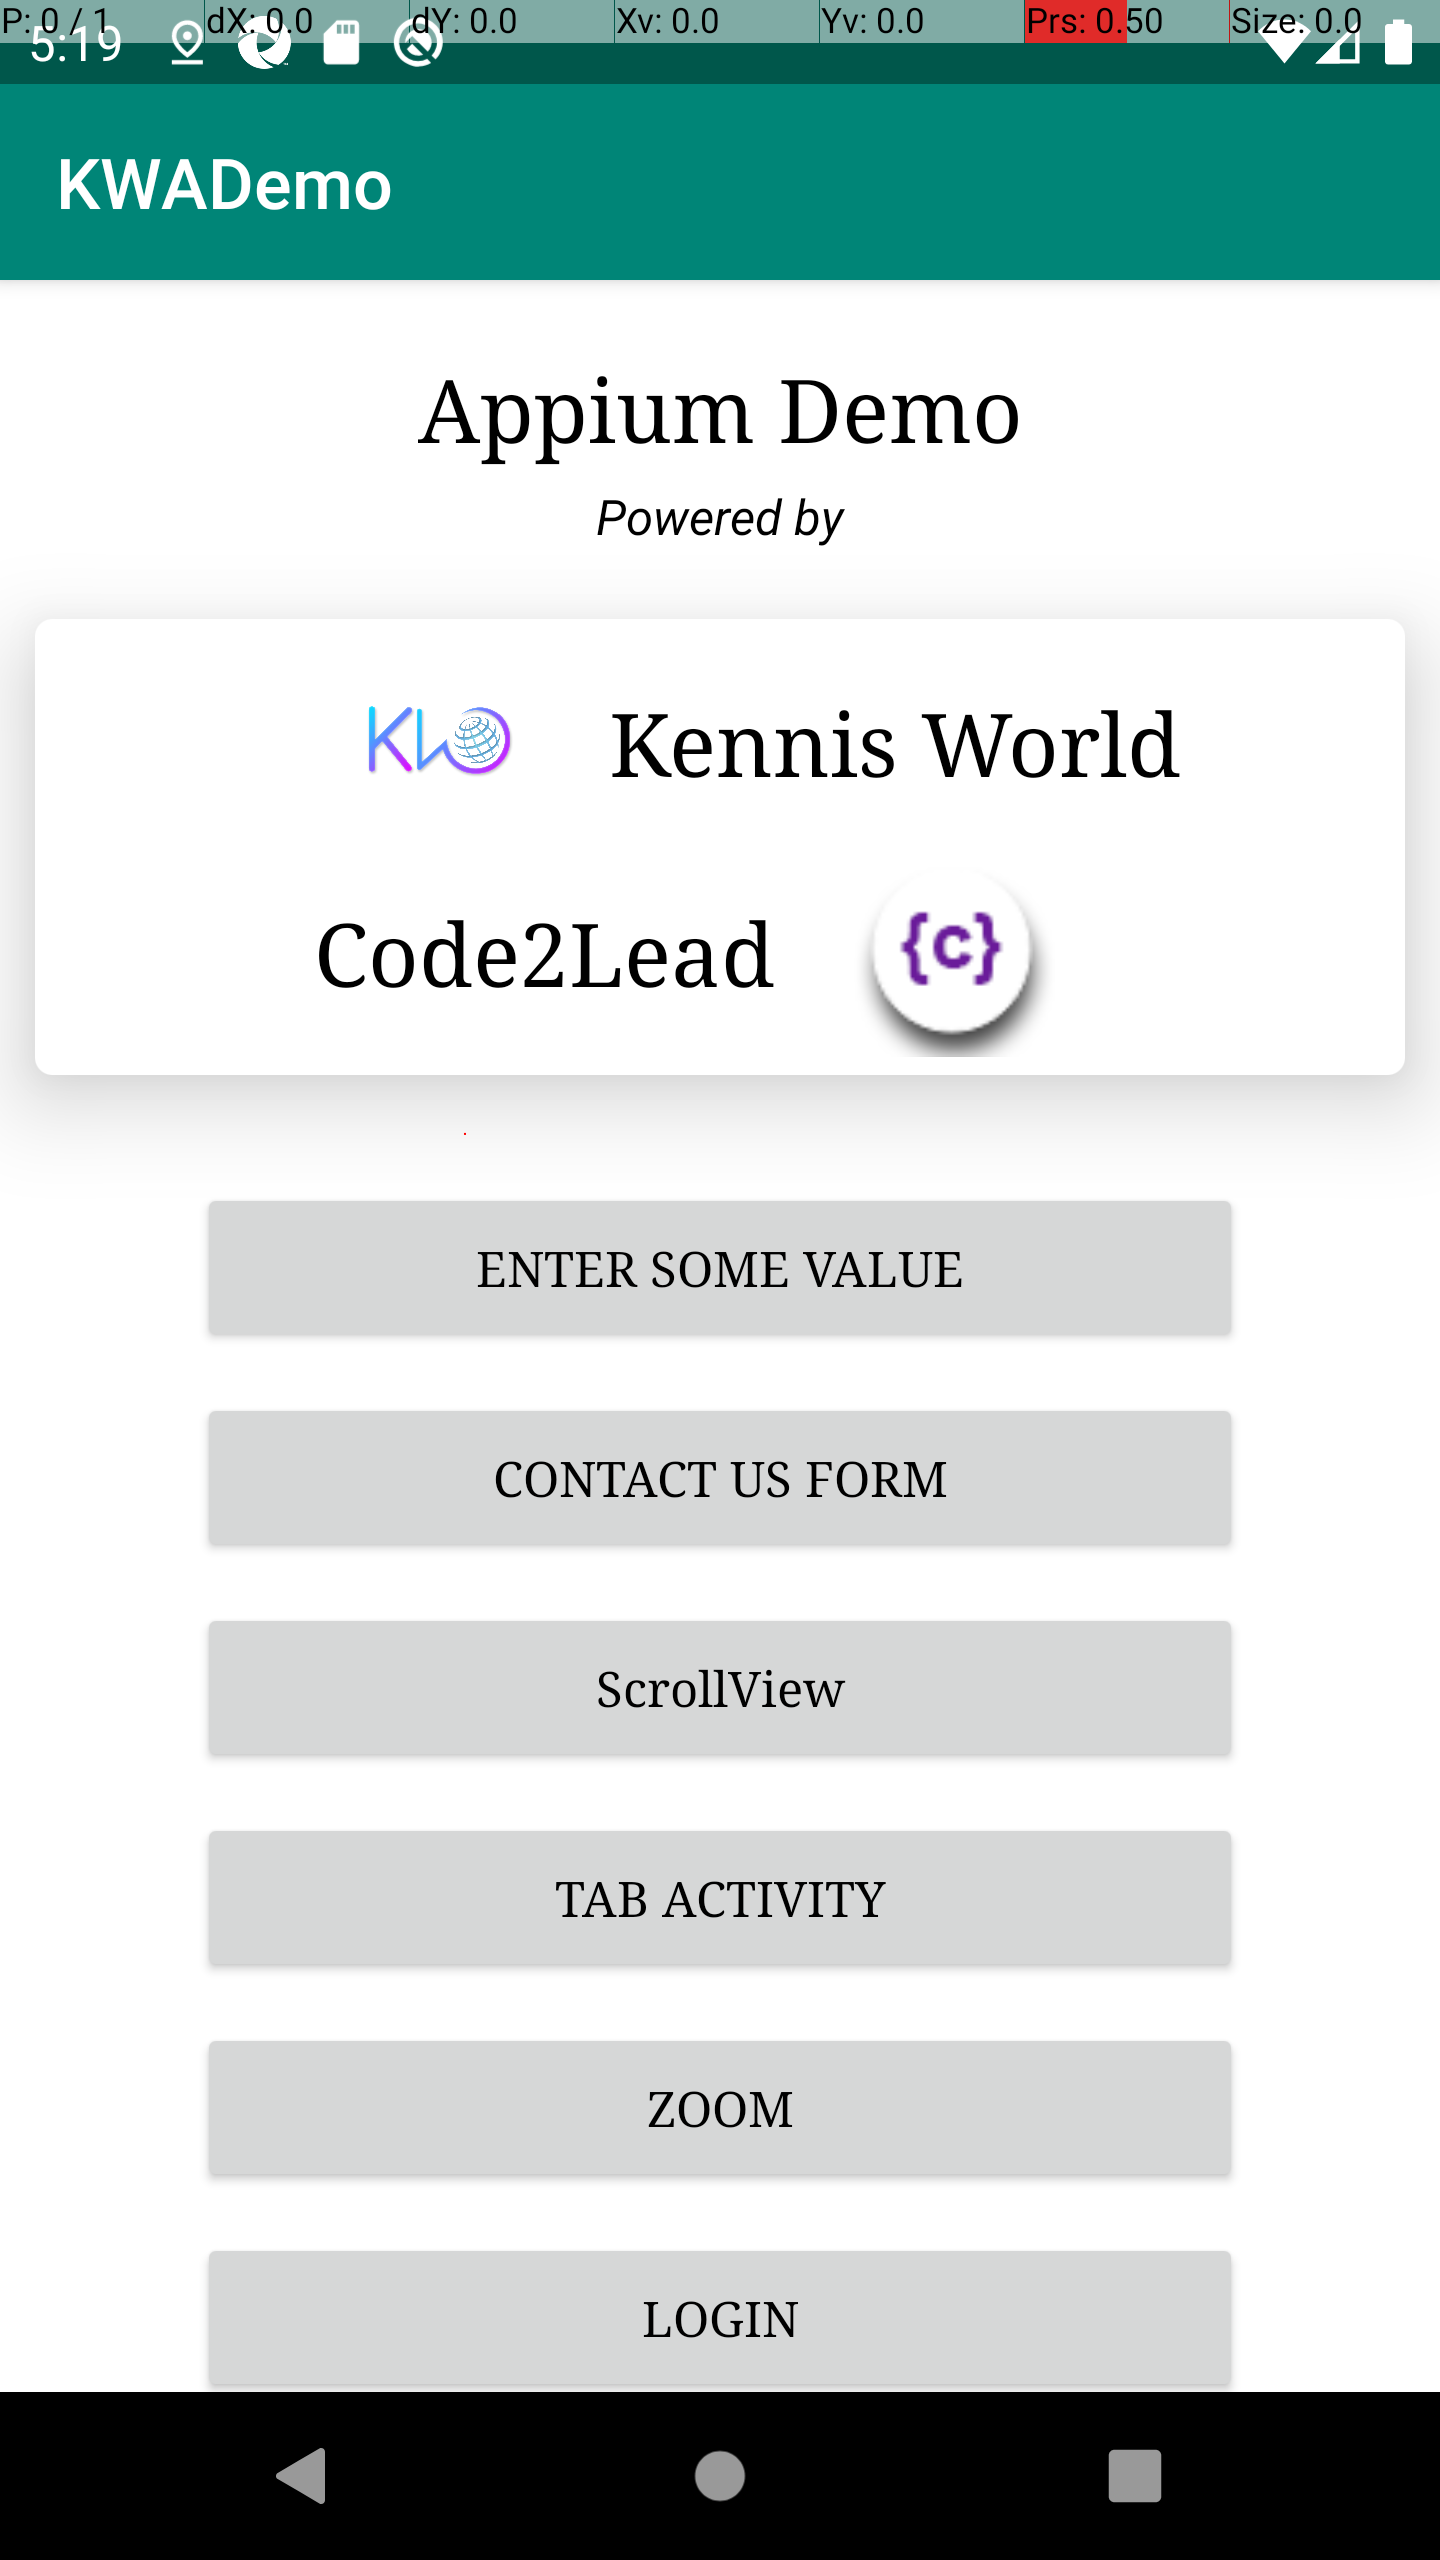 P: 0 / 1 dX: 0.0 dY: 0.0 Xv: 0.0 Yv: 0.0 Prs: 0.50 Size: 0.0
5:19
KWADemo
Appium Demo
Powered by
Kennis World
Code2Lead {c}
ENTER SOME VALUE
CONTACT US FORM
ScrollView
TAB ACTIVITY
ZOOM
LOGIN